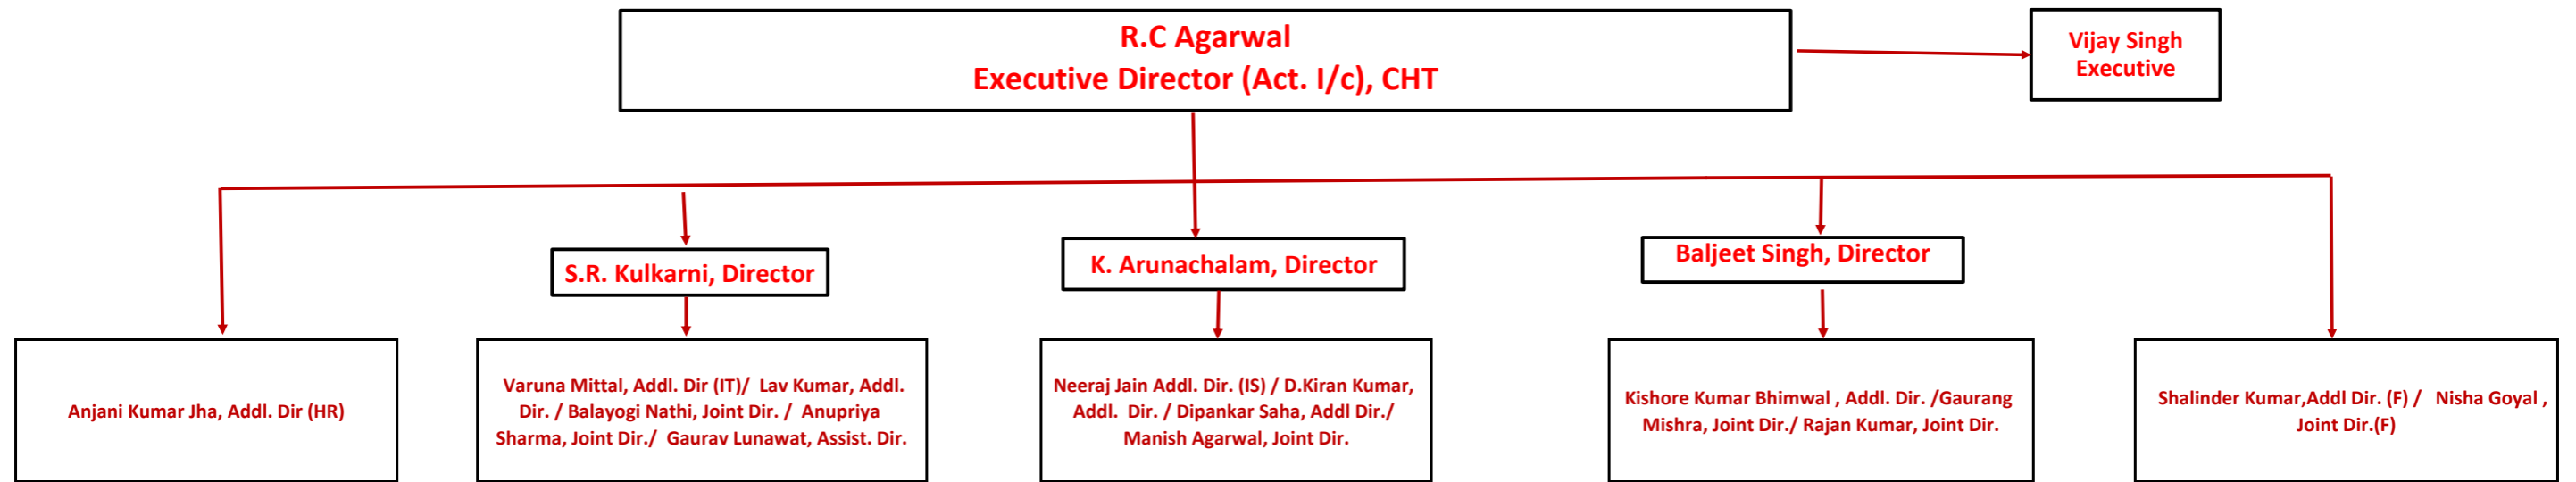 R.C Agarwal
Executive Director (Act. I/c), CHT
Vijay Singh
Executive
S.R. Kulkarni, Director
K. Arunachalam, Director
Baljeet Singh, Director
Anjani Kumar Jha, Addl. Dir (HR)
Varuna Mittal, Addl. Dir (IT)/ Lav Kumar, Addl.
Dir. / Balayogi Nathi, Joint Dir. / Anupriya
Sharma, Joint Dir./ Gaurav Lunawat, Assist. Dir.
Neeraj Jain Addl. Dir. (IS) / D.Kiran Kumar,
Addl. Dir. / Dipankar Saha, Addl Dir./
Manish Agarwal, Joint Dir.
Kishore Kumar Bhimwal , Addl. Dir. /Gaurang
Mishra, Joint Dir./ Rajan Kumar, Joint Dir.
Shalinder Kumar,Addl Dir. (F) / Nisha Goyal ,
Joint Dir.(F)